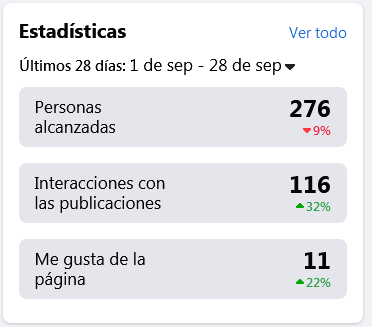 Estadísticas Ver todo
Últimos 28 días: 1 de sep - 28 de sep
Personas
alcanzadas
276
9%
Interacciones con
las publicaciones
116
32%
Me gusta de la
página
11
22%